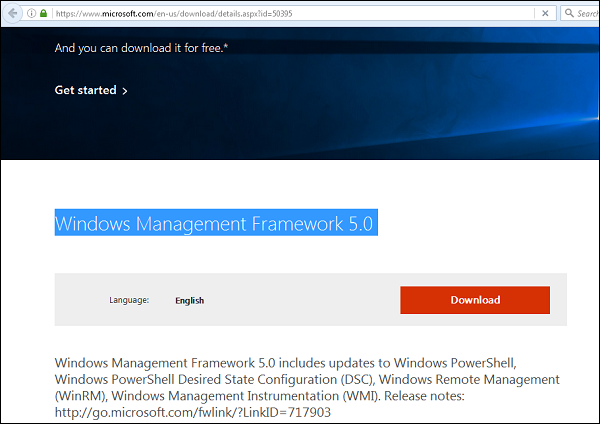 https://www.microsoft.com/en-us/download/details.aspx?id=50395
Search
And you can download it for free.*
Get started >
Windows Management Framework 5.0
Language: English Download
Windows Management Framework 5.0 includes updates to Windows PowerShell,
Windows PowerShell Desired State Configuration (DSC), Windows Remote Management
(WinRM), Windows Management Instrumentation (WMI). Release notes:
http://go.microsoft.com/fwlink/?LinkID=717903